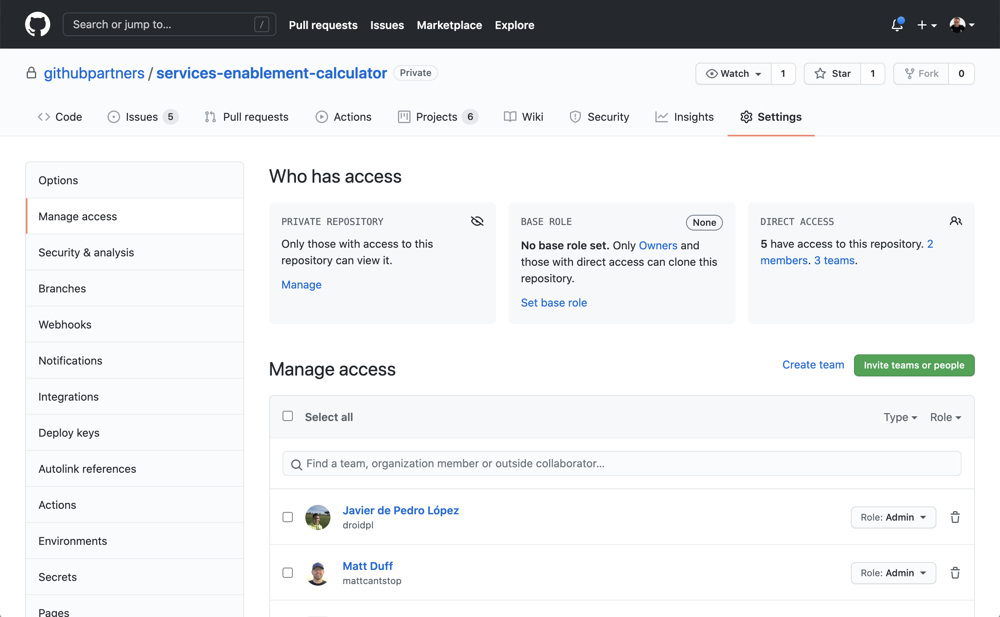 Search or jump to...
/
Pull requests
Issues
Marketplace
Explore
githubpartners / services-enablement-calculator
Private
Watch
1
Star
1
Fork
0
Code
Issues
5
Pull requests
Actions
Projects
6
Wiki
Security
Insights
Settings
Options
Manage access
Security & analysis
Branches
Webhooks
Notifications
Integrations
Deploy keys
Autolink references
Actions
Environments
Secrets
Pages
Who has access
PRIVATE REPOSITORY
Only those with access to this
repository can view it.
Manage
BASE ROLE
None
No base role set. Only Owners and
those with direct access can clone this
repository.
Set base role
DIRECT ACCESS
5 have access to this repository. 2
members. 3 teams.
Manage access
Create team
Invite teams or people
Select all
Type
Role
Find a team, organization member or outside collaborator...
Javier de Pedro López
droidpl
Role: Admin
Matt Duff
mattcantstop
Role: Admin